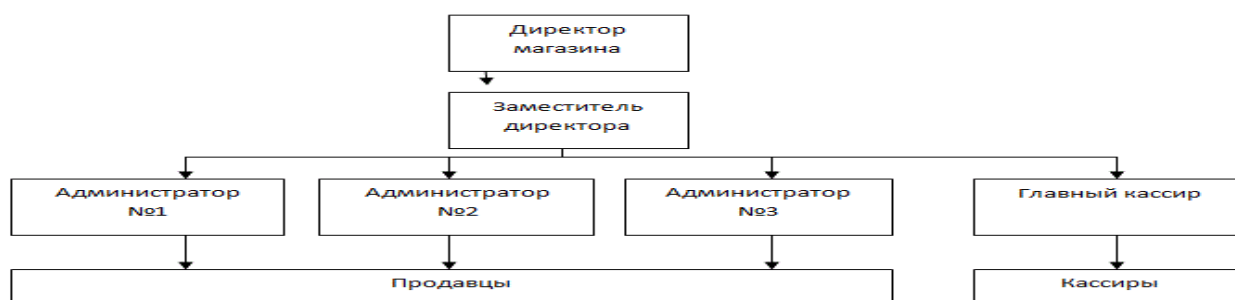 Директор
магазина
Заместитель
директора
Администратор
№1
Администратор
№2
Администратор
№3
Главный кассир
Продавцы
Кассиры